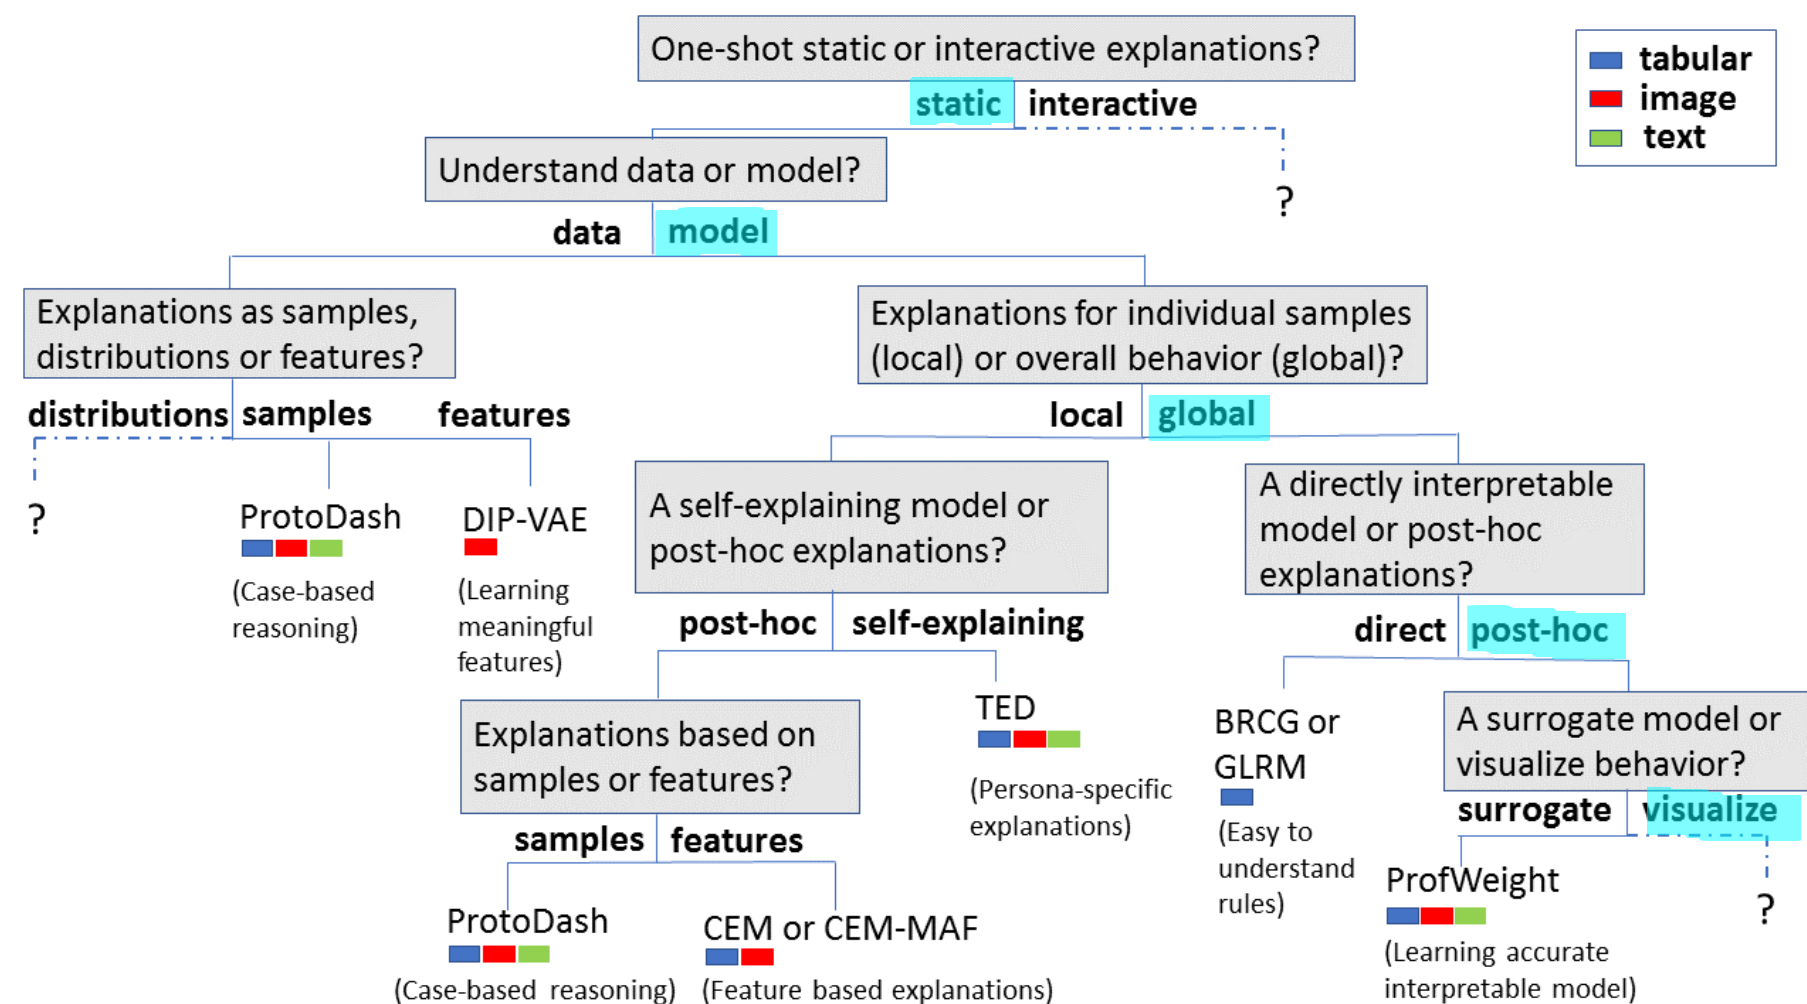 One-shot static or interactive explanations?
tabular
image
text
static interactive
Understand data or model?
?
data model
Explanations as samples,
distributions or features?
Explanations for individual samples
(local) or overall behavior (global)?
distributions samples features
local global
?
ProtoDash
(Case-based
reasoning)
DIP-VAE
(Learning
meaningful
features)
A self-explaining model or
post-hoc explanations?
A directly interpretable
model or post-hoc
explanations?
post-hoc self-explaining
direct post-hoc
Explanations based on
samples or features?
TED
(Persona-specific
explanations)
BRCG or
GLRM
(Easy to
understand
rules)
A surrogate model or
visualize behavior?
samples features
surrogate visualize
ProtoDash
(Case-based reasoning)
CEM or CEM-MAF
(Feature based explanations)
ProfWeight
(Learning accurate
interpretable model)
?